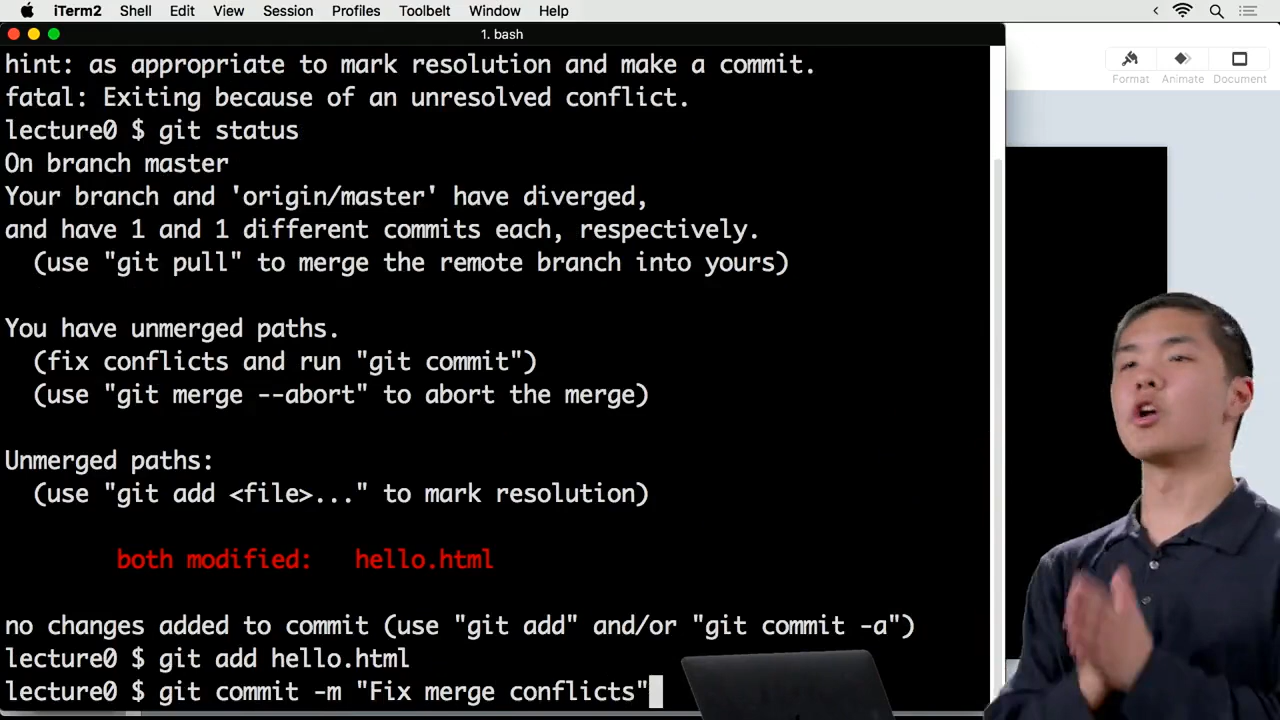 iTerm2 Shell Edit View Session Profiles Toolbelt Window Help
1. bash
Format Animate Document
hint: as appropriate to mark resolution and make a commit.
fatal: Exiting because of an unresolved conflict.
lecture0 $ git status
On branch master
Your branch and 'origin/master' have diverged,
and have 1 and 1 different commits each, respectively.
(use "git pull" to merge the remote branch into yours)
You have unmerged paths.
(fix conflicts and run "git commit")
(use "git merge --abort" to abort the merge)
Unmerged paths:
(use "git add <file>..." to mark resolution)
both modified: hello.html
no changes added to commit (use "git add" and/or "git commit -a")
lecture0 $ git add hello.html
lecture0 $ git commit -m "Fix merge conflicts"